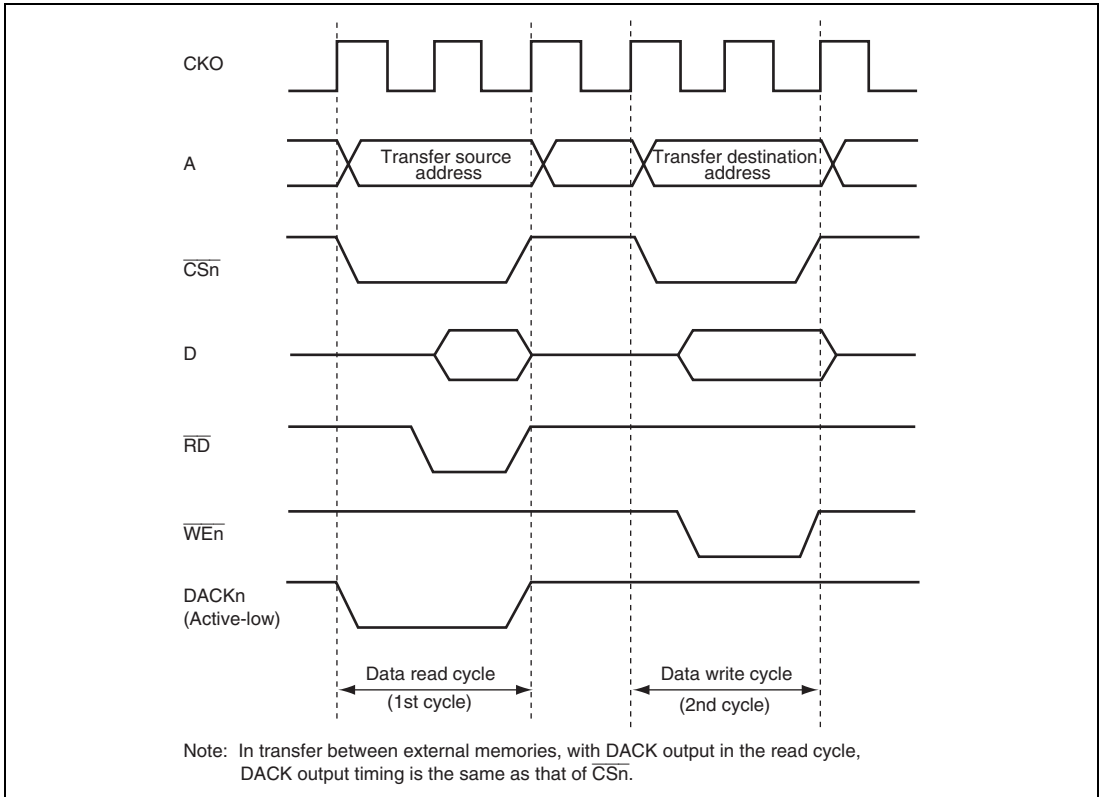 CKO
A
Transfer source
address
Transfer destination
address
CSn
D
RD
WEn
DACKn
(Active-low)
Data read cycle
(1st cycle)
Data write cycle
(2nd cycle)
Note: In transfer between external memories, with DACK output in the read cycle,
DACK output timing is the same as that of CSn.